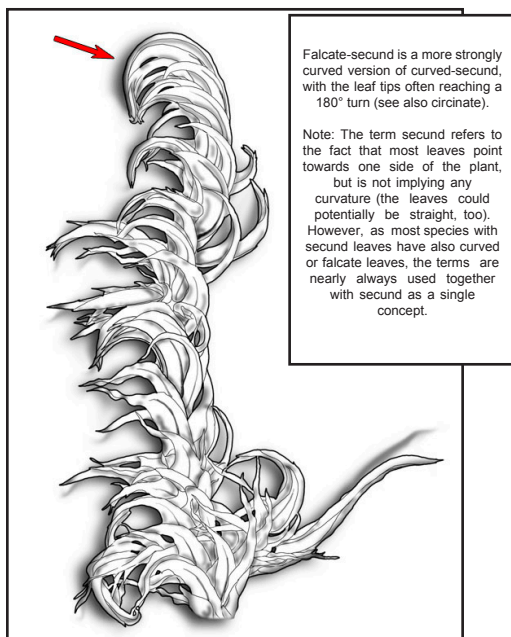 Falcate-secund is a more strongly
curved version of curved-secund,
with the leaf tips often reaching a
180° turn (see also circinate).
Note: The term secund refers to
the fact that most leaves point
towards one side of the plant,
but is not implying any
curvature (the leaves could
potentially be straight, too).
However, as most species with
secund leaves have also curved
or falcate leaves, the terms are
nearly always used together
with secund as a single
concept.